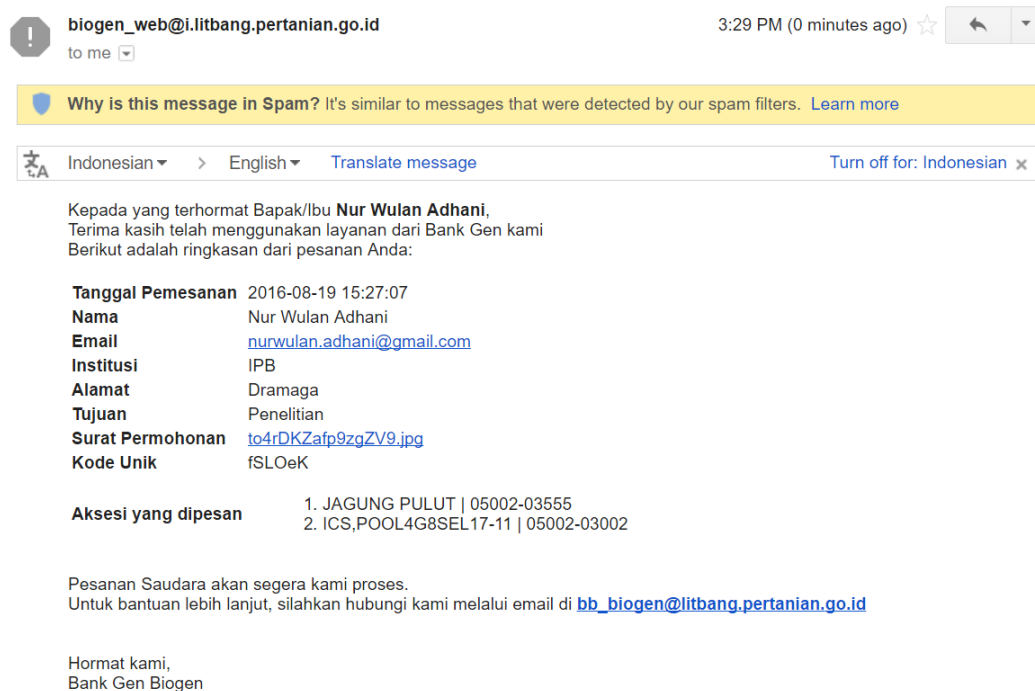 biogen_web@i.litbang.pertanian.go.id 3:29 PM (0 minutes ago)
to me
Why is this message in Spam? It's similar to messages that were detected by our spam filters. Learn more
Indonesian > English Translate message Turn off for: Indonesian x
Kepada yang terhormat Bapak/Ibu Nur Wulan Adhani,
Terima kasih telah menggunakan layanan dari Bank Gen kami
Berikut adalah ringkasan dari pesanan Anda:
Tanggal Pemesanan 2016-08-19 15:27:07
Nama Nur Wulan Adhani
Email nurwulan.adhani@gmail.com
Institusi IPB
Alamat Dramaga
Tujuan Penelitian
Surat Permohonan to4rDKZafp9zgZV9.jpg
Kode Unik fSLOeK
Aksesi yang dipesan
1. JAGUNG PULUT | 05002-03555
2. ICS,POOL4G8SEL17-11 | 05002-03002
Pesanan Saudara akan segera kami proses.
Untuk bantuan lebih lanjut, silahkan hubungi kami melalui email di bb_biogen@litbang.pertanian.go.id
Hormat kami,
Bank Gen Biogen